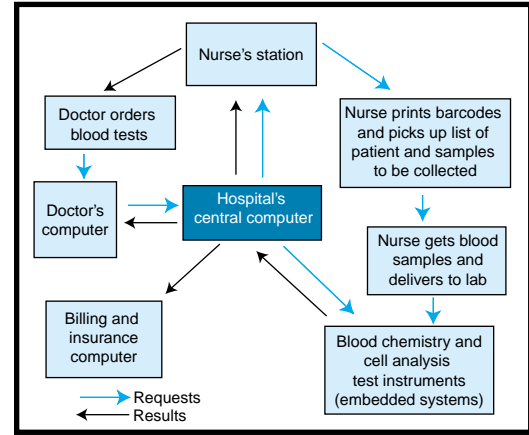 Nurse's station
Doctor orders
blood tests
Nurse prints barcodes
and picks up list of
patient and samples
to be collected
Doctor's
computer
Hospital's
central computer
Nurse gets blood
samples and
delivers to lab
Billing and
insurance
computer
Blood chemistry and
cell analysis
test instruments
(embedded systems)
Requests
Results